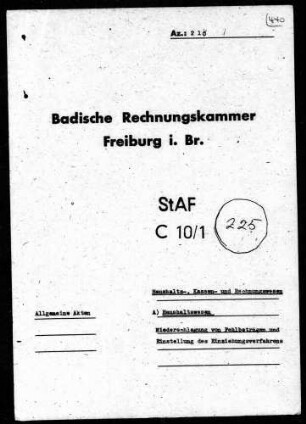 440
Az.: 218
Badische Rechnungskammer
Freiburg i. Br.
StAF
C 10/1
225
Haushalts-, Kassen- und Rechnungswesen
Allgemeine Akten
A) Haushaltswesen
Niederschlagung von Fehlbeträgen und
Einstellung des Einziehungsverfahrens